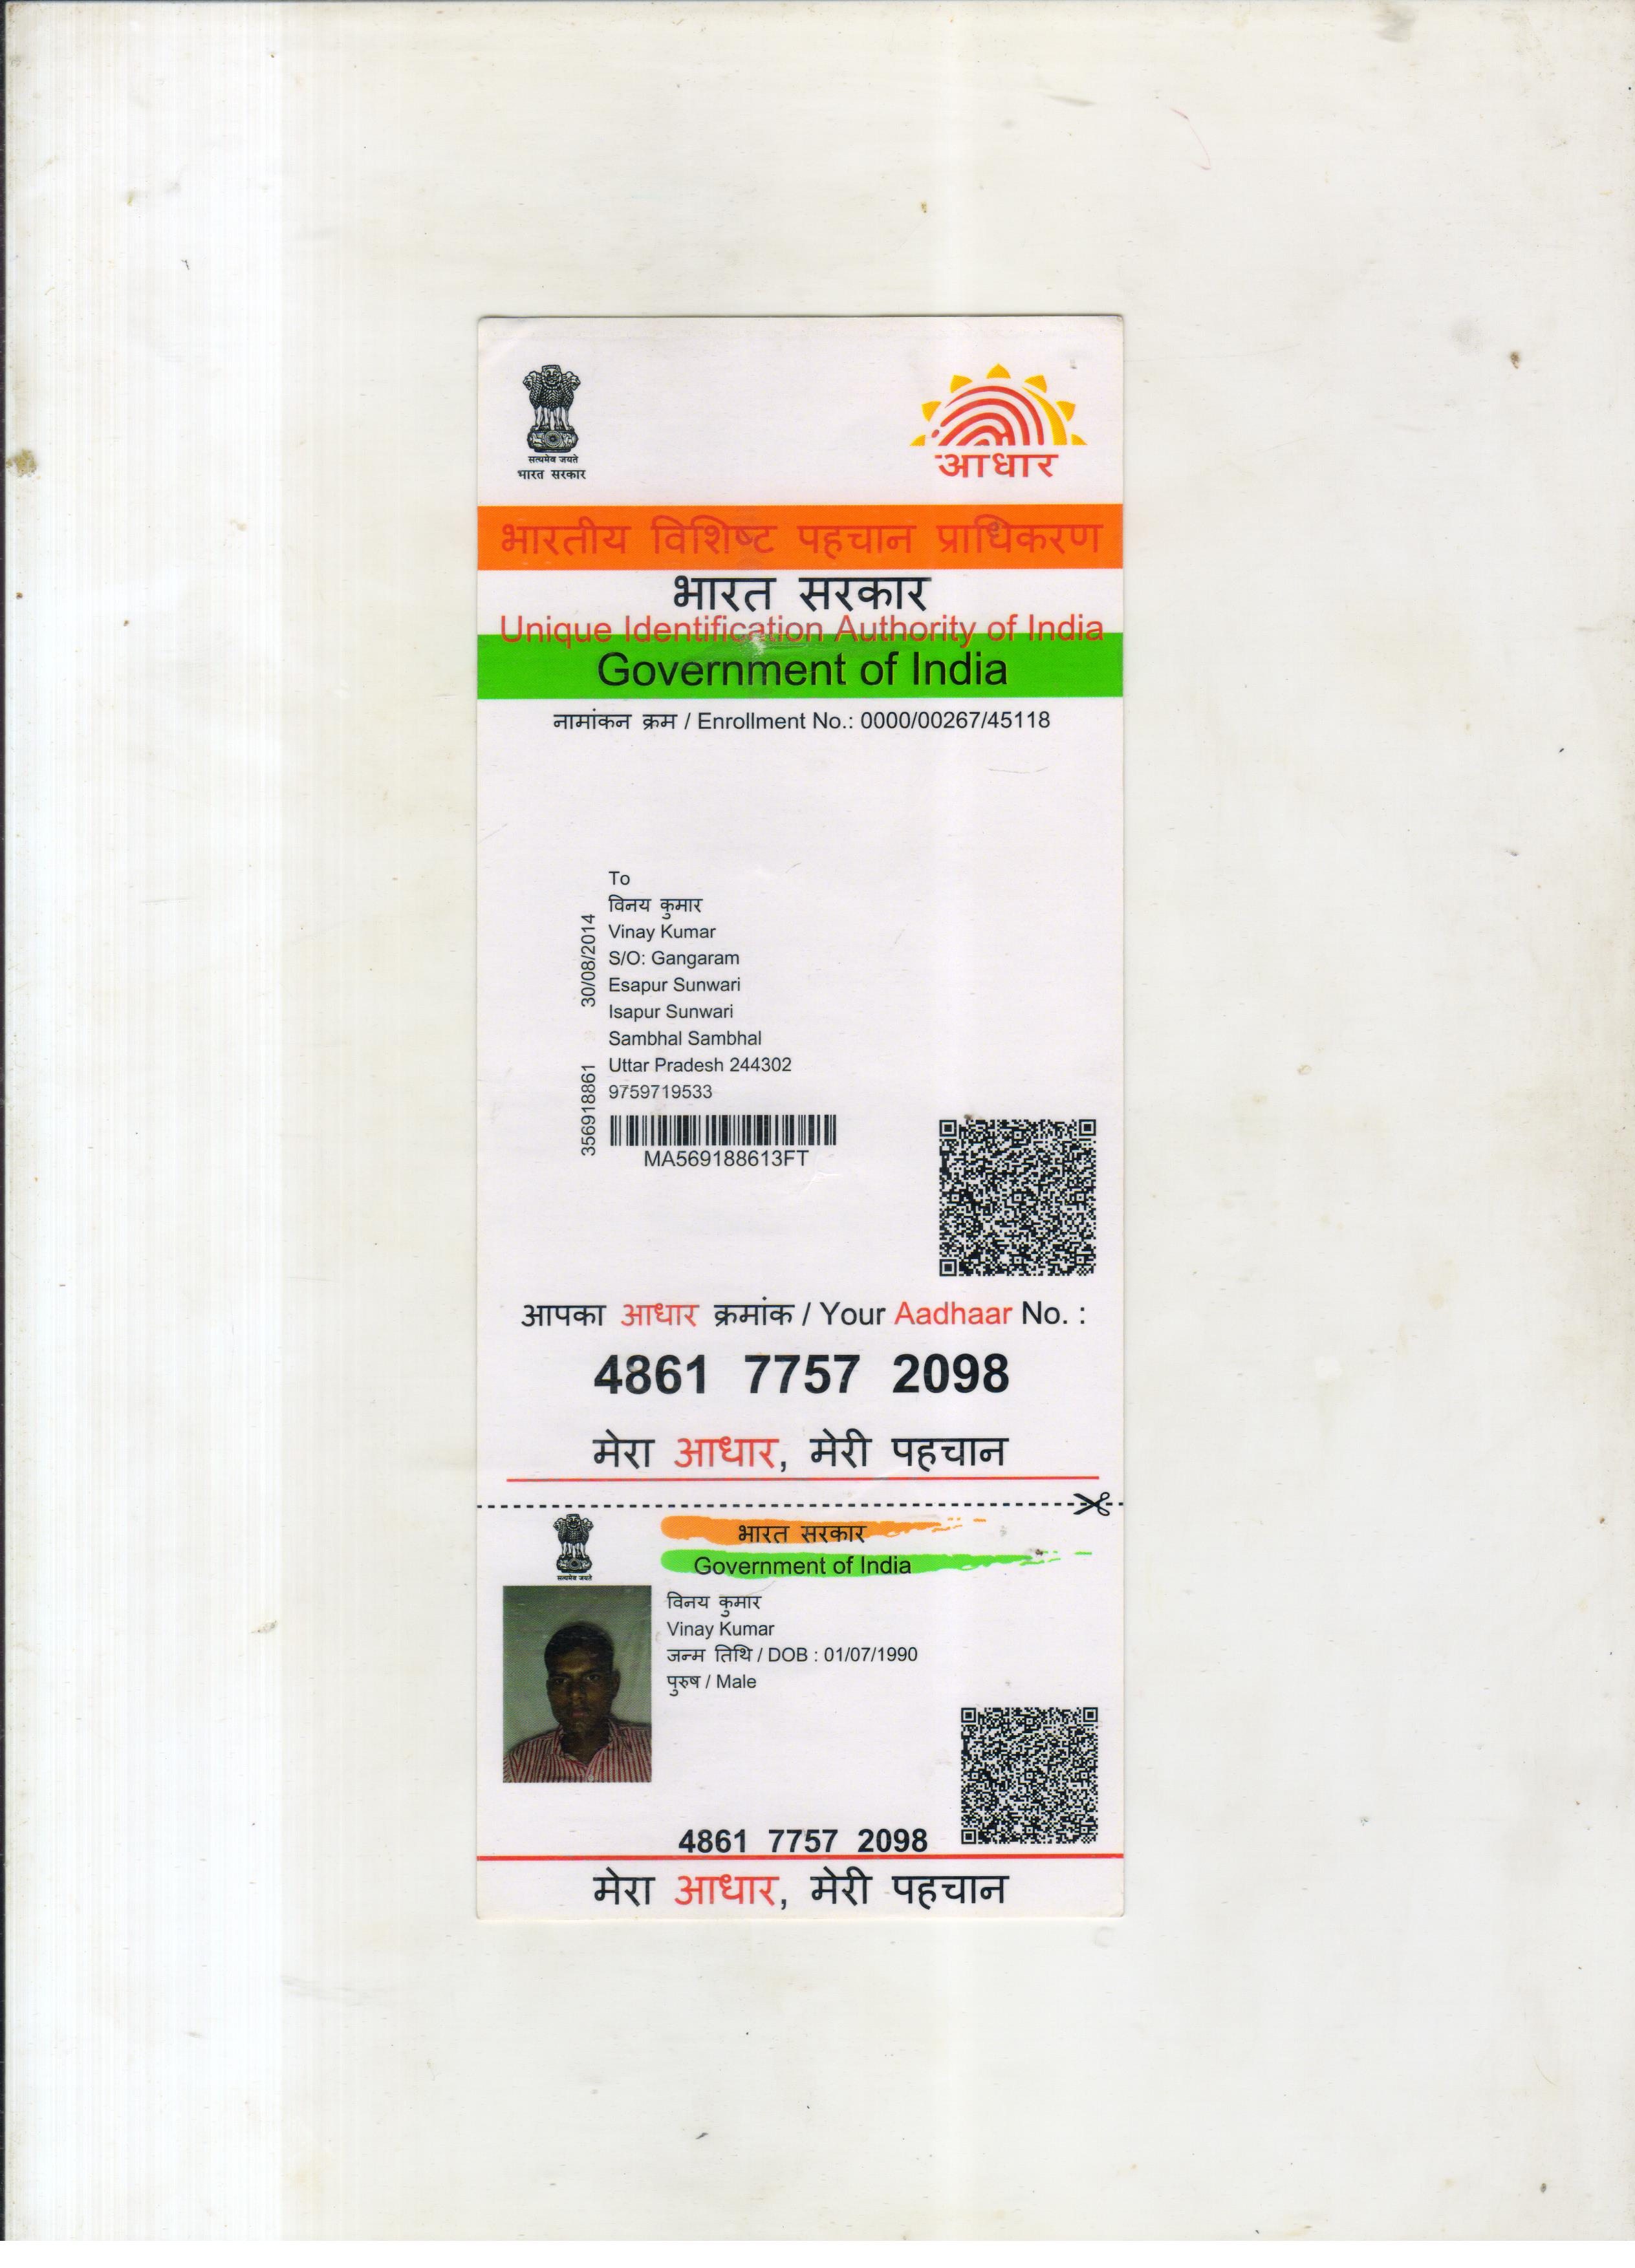 सत्यमेव जयते
भारत सरकार
आधार
भारतीय विशिष्ट पहचान प्राधिकरण
भारत सरकार
Unique Identification Authority of India
Government of India
नामांकन क्रम / Enrollment No.: 0000/00267/45118
To
विनय कुमार
Vinay Kumar
S/O: Gangaram
Esapur Sunwari
Isapur Sunwari
Sambhal Sambhal
Uttar Pradesh 244302
9759719533
30/08/2014
356918861
MA569188613FT
आपका आधार क्रमांक / Your Aadhaar No. :
4861 7757 2098
मेरा आधार, मेरी पहचान
सत्यमेव जयते
भारत सरकार
Government of India
विनय कुमार
Vinay Kumar
जन्म तिथि / DOB : 01/07/1990
पुरुष / Male
4861 7757 2098
मेरा आधार, मेरी पहचान